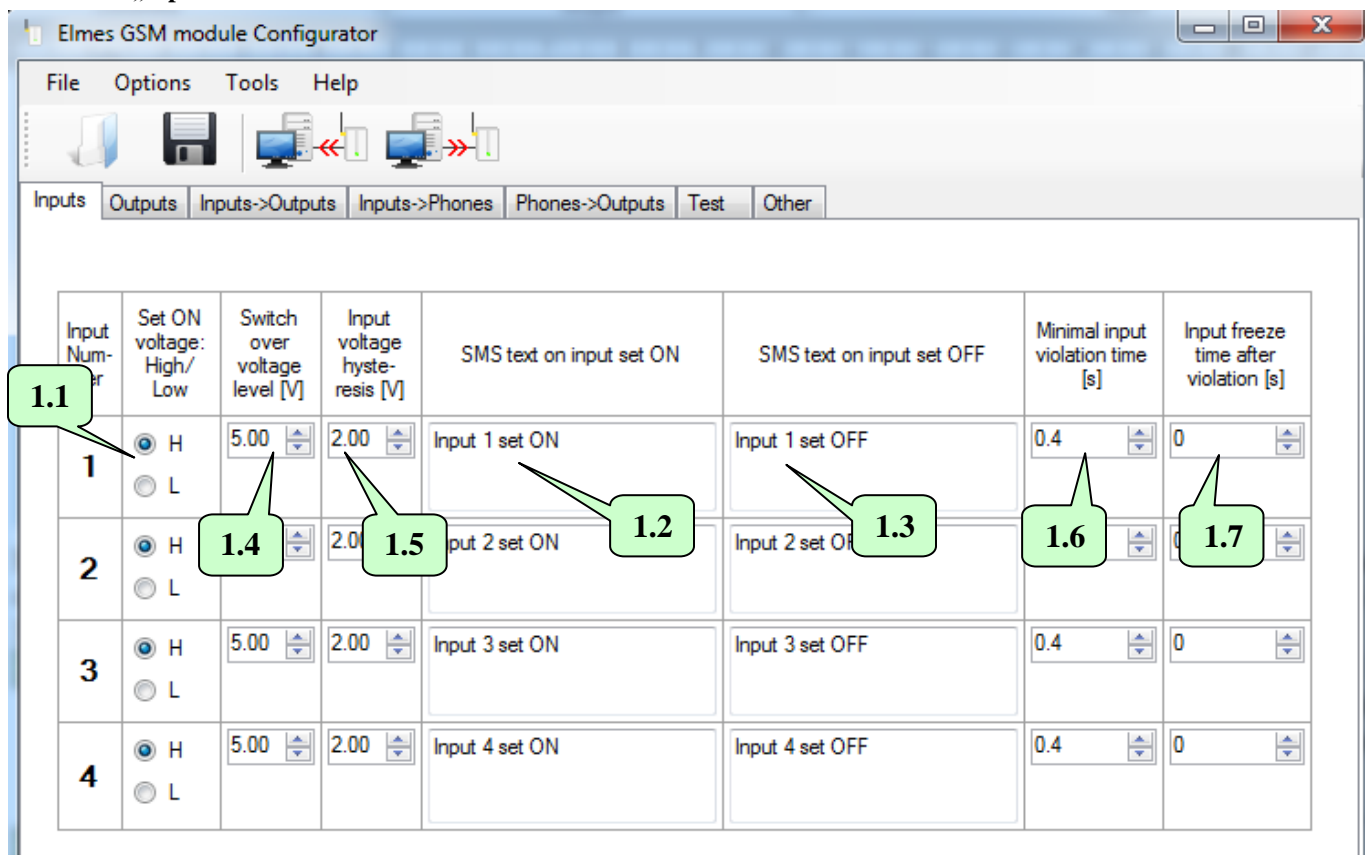 Elmes GSM module Configurator
File Options Tools Help
Inputs Outputs Inputs->Outputs Inputs->Phones Phones->Outputs Test Other
Input
Num-
er
Set ON
voltage:
High/
Low
Switch
over
voltage
level [V]
Input
voltage
hyste-
resis [V]
SMS text on input set ON
SMS text on input set OFF
Minimal input
violation time
[s]
Input freeze
time after
violation [s]
1.1
1 H 5.00 2.00 Input 1 set ON Input 1 set OFF 0.4 0
L
1.4 1.5 1.2 1.3 1.6 1.7
2 H 2.0 put 2 set ON Input 2 set
L
3 H 5.00 2.00 Input 3 set ON Input 3 set OFF 0.4 0
L
4 H 5.00 2.00 Input 4 set ON Input 4 set OFF 0.4 0
L